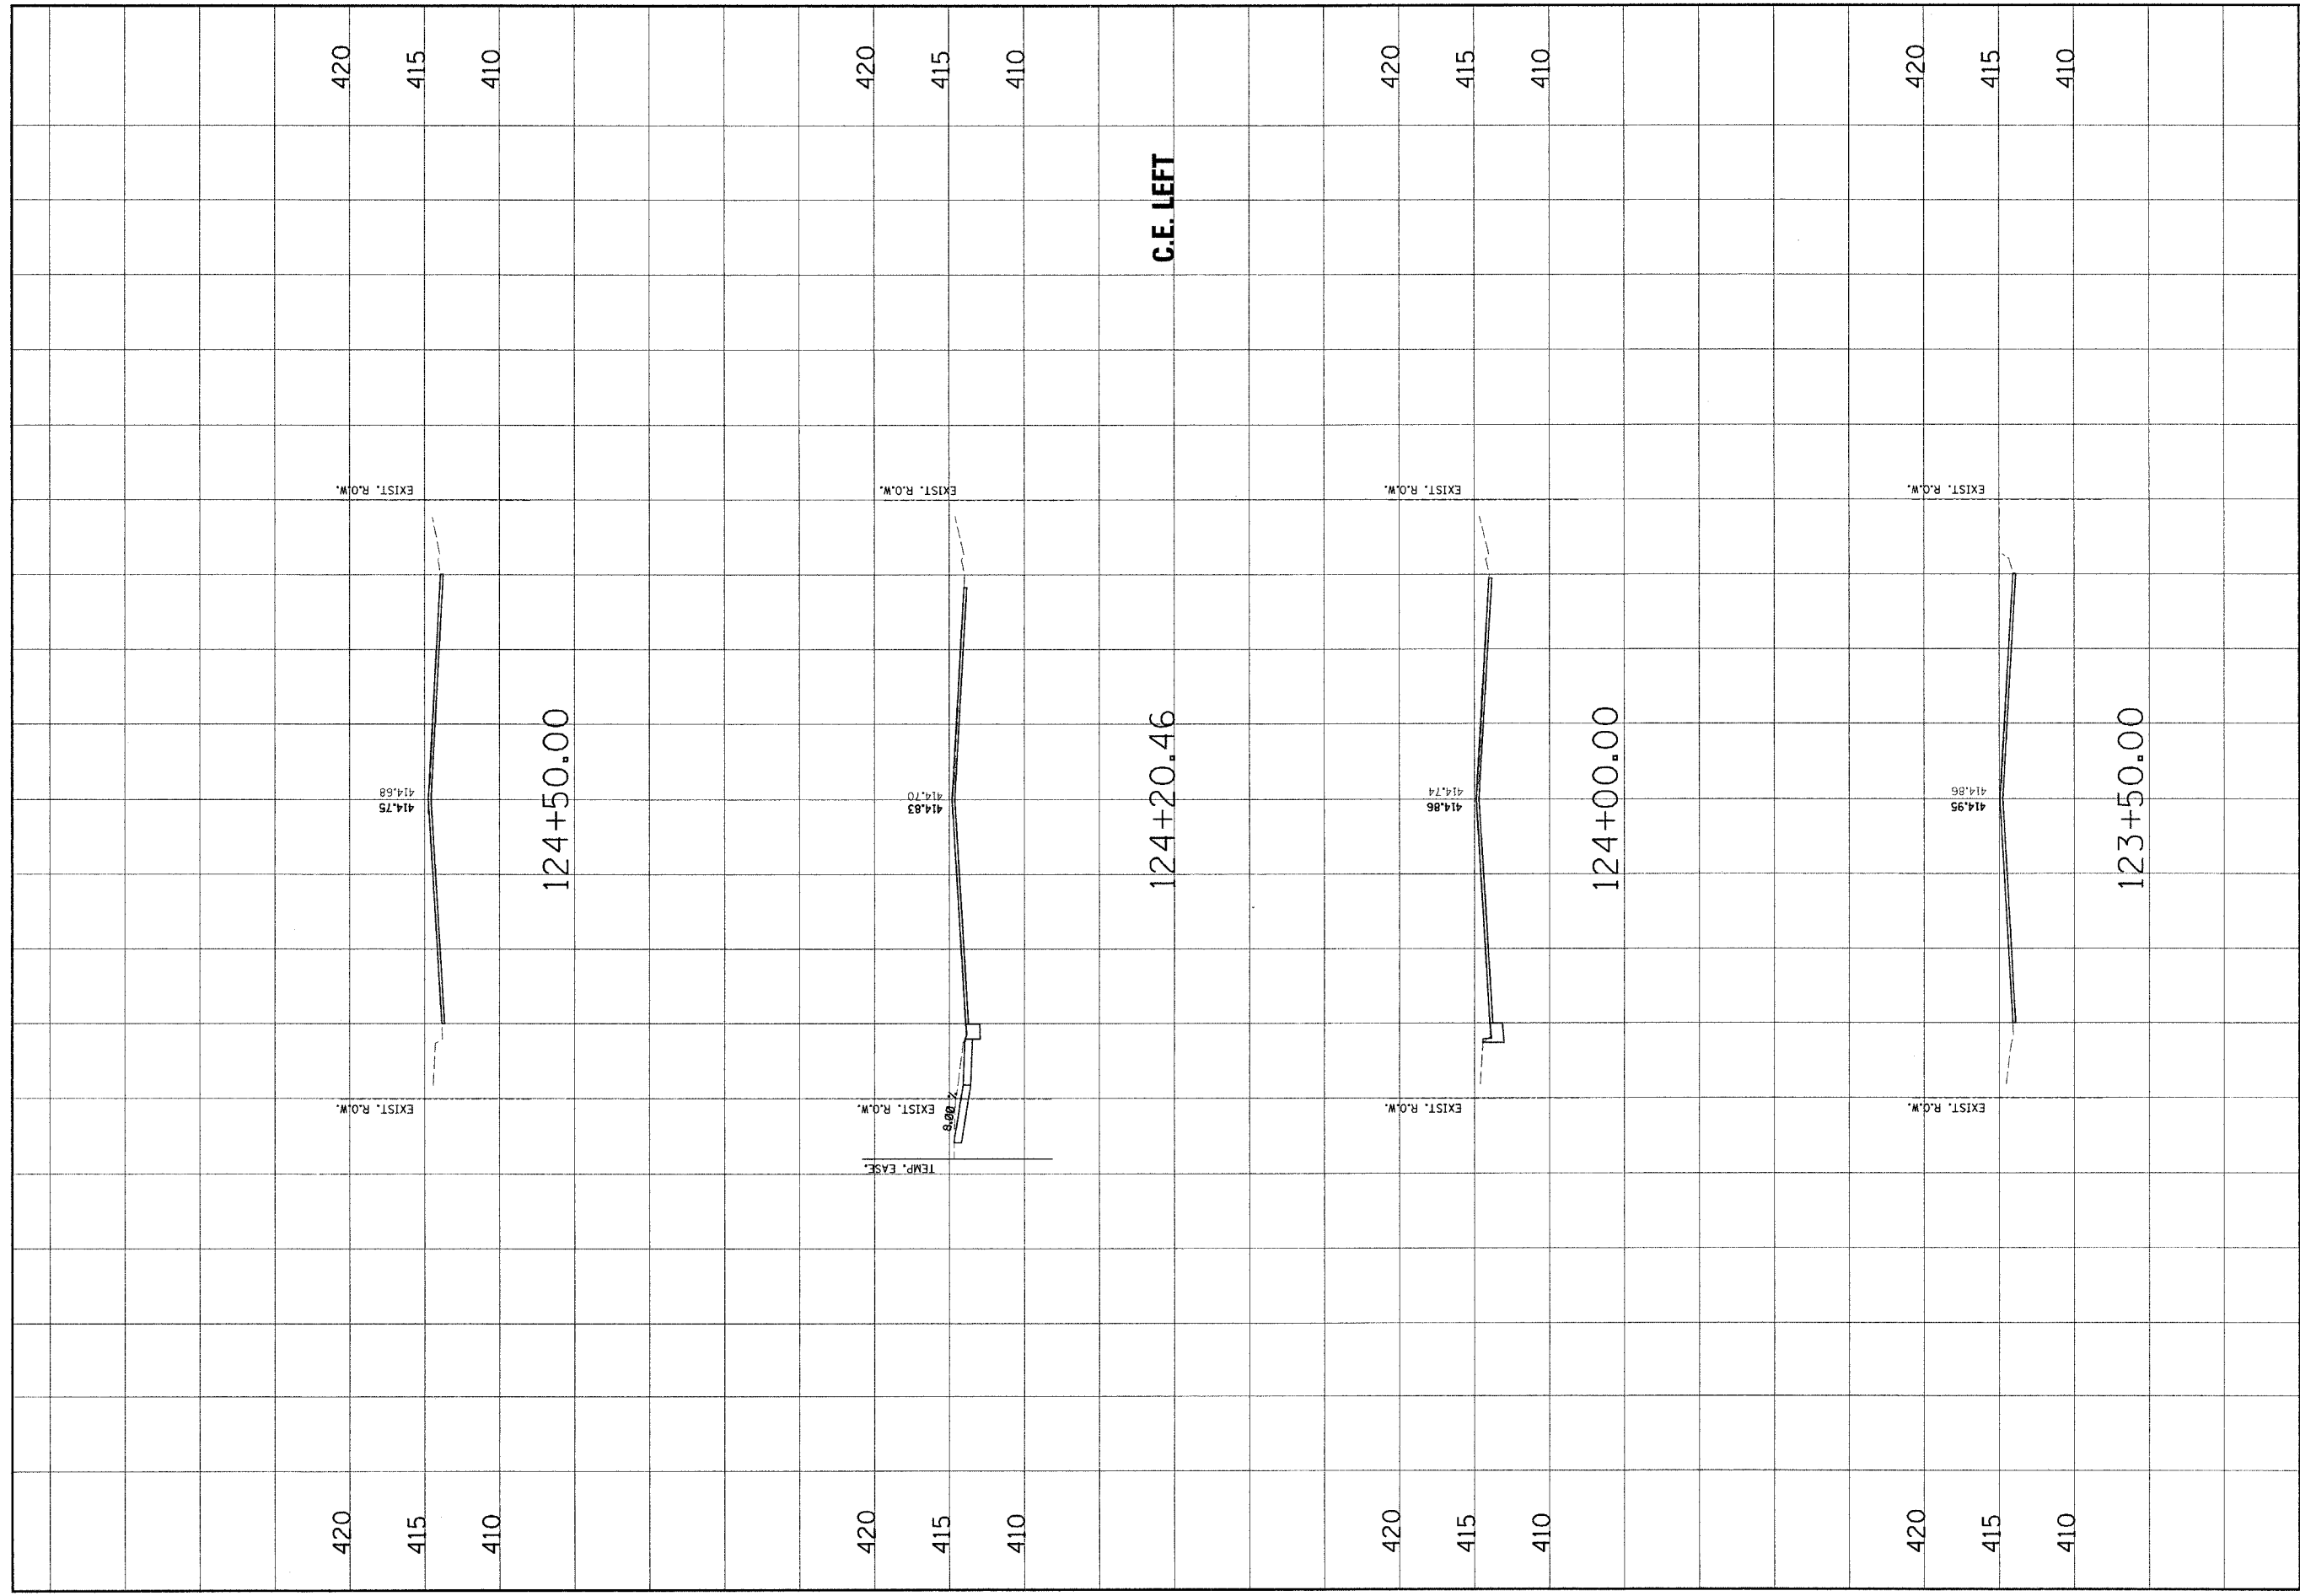 420 415 410
420 415 410
EXIST. R.O.W.
EXIST. R.O.W.
414.68
414.75
124+50.00
420 415 410
420 415 410
EXIST. R.O.W.
EXIST. R.O.W.
TEMP. EASE.
8.00 %
414.70
414.83
124+20.46
C.E. LEFT
420 415 410
420 415 410
EXIST. R.O.W.
EXIST. R.O.W.
414.74
414.86
124+00.00
420 415 410
420 415 410
EXIST. R.O.W.
EXIST. R.O.W.
414.86
414.95
123+50.00